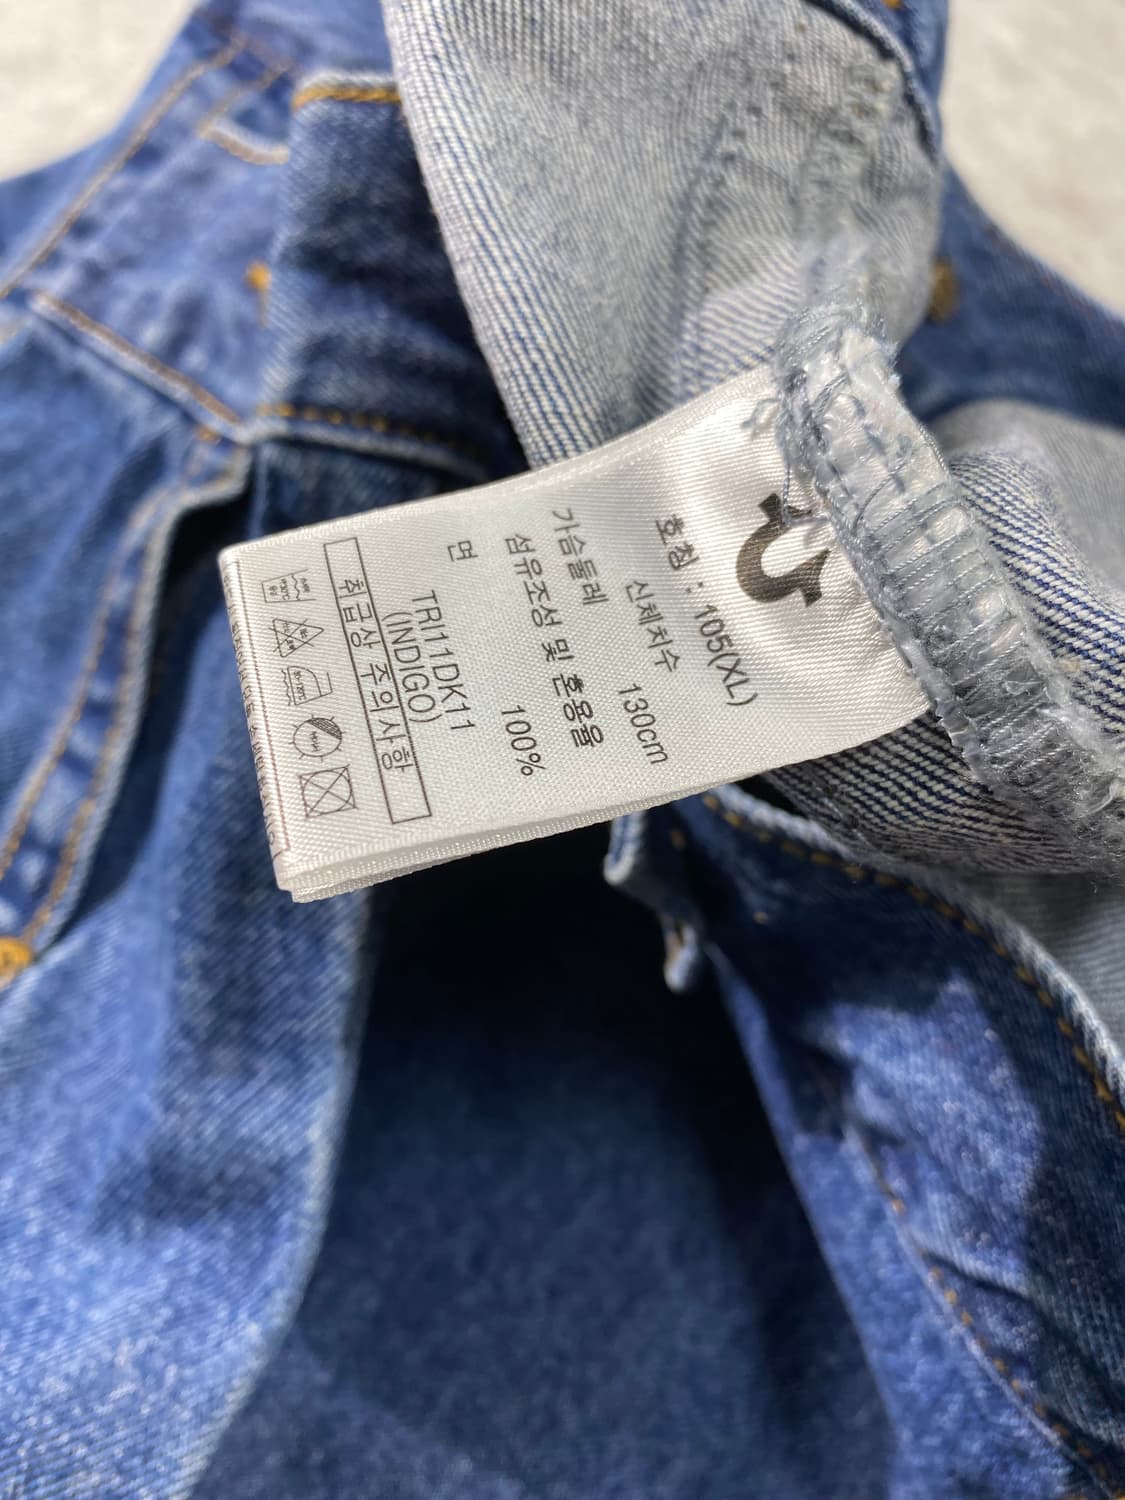 호칭 : 105(XL)
신체치수
가슴둘레 130cm
섬유조성 및 혼용율
면 100%
TRI11DK11
(INDIGO)
취급상 주의사항